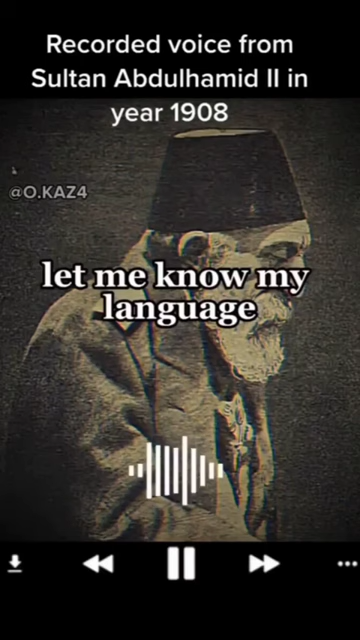 Recorded voice from
Sultan Abdulhamid II in
year 1908
@O.KAZ4
let me know my
language